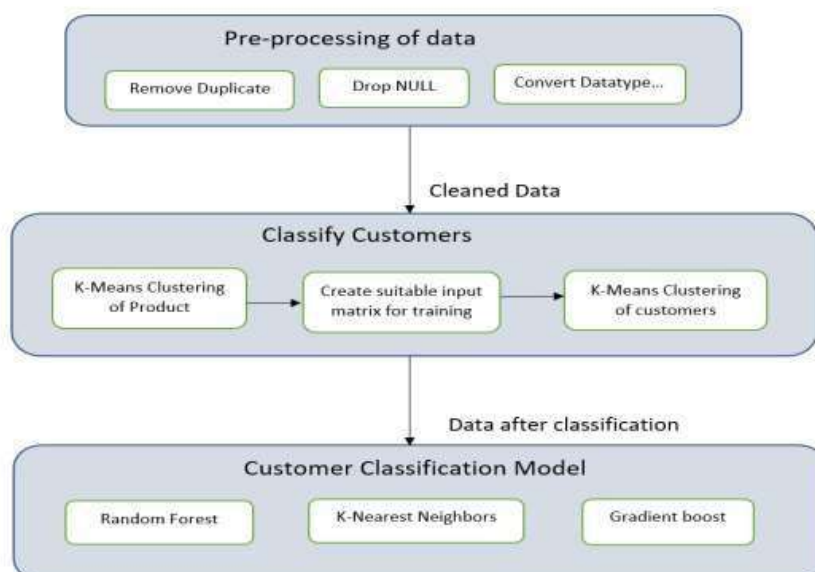 Pre-processing of data
Remove Duplicate
Drop NULL
Convert Datatype...
Cleaned Data
Classify Customers
K-Means Clustering
of Product
Create suitable input
matrix for training
K-Means Clustering
of customers
Data after classification
Customer Classification Model
Random Forest
K-Nearest Neighbors
Gradient boost